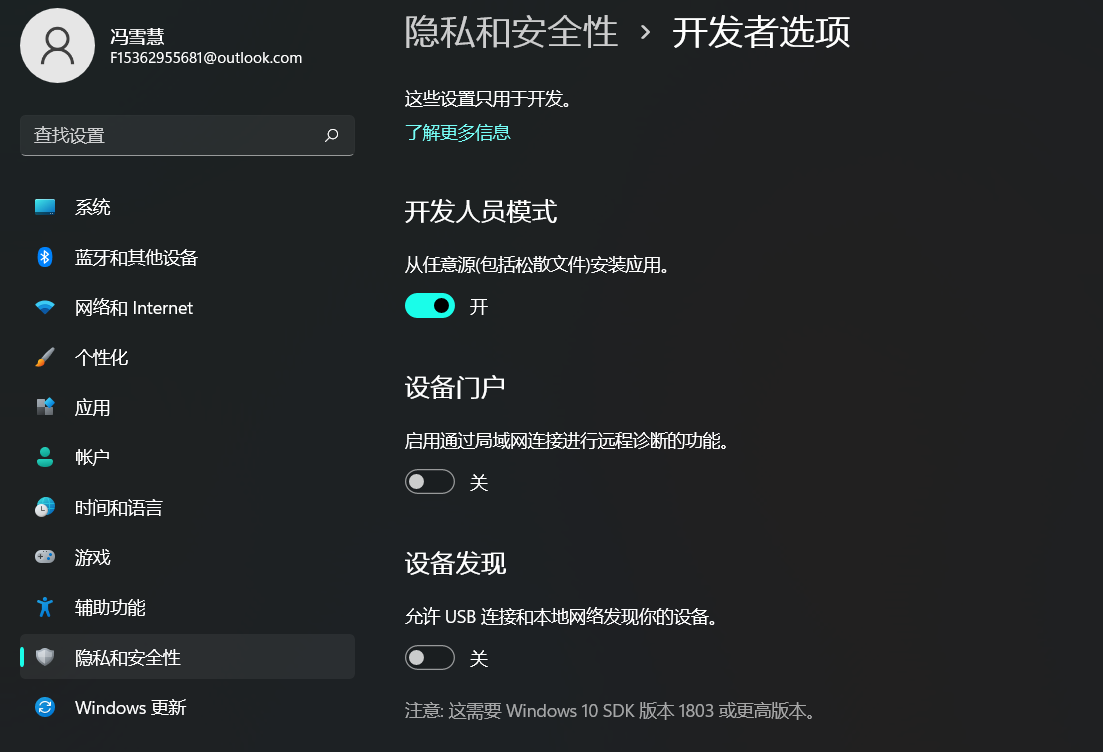 冯雪慧
F15362955681@outlook.com
查找设置
系统
蓝牙和其他设备
网络和 Internet
个性化
应用
帐户
时间和语言
游戏
辅助功能
隐私和安全性
Windows 更新
隐私和安全性 › 开发者选项
这些设置只用于开发。
了解更多信息
开发人员模式
从任意源(包括松散文件)安装应用。
开
设备门户
启用通过局域网连接进行远程诊断的功能。
关
设备发现
允许 USB 连接和本地网络发现你的设备。
关
注意: 这需要 Windows 10 SDK 版本 1803 或更高版本。